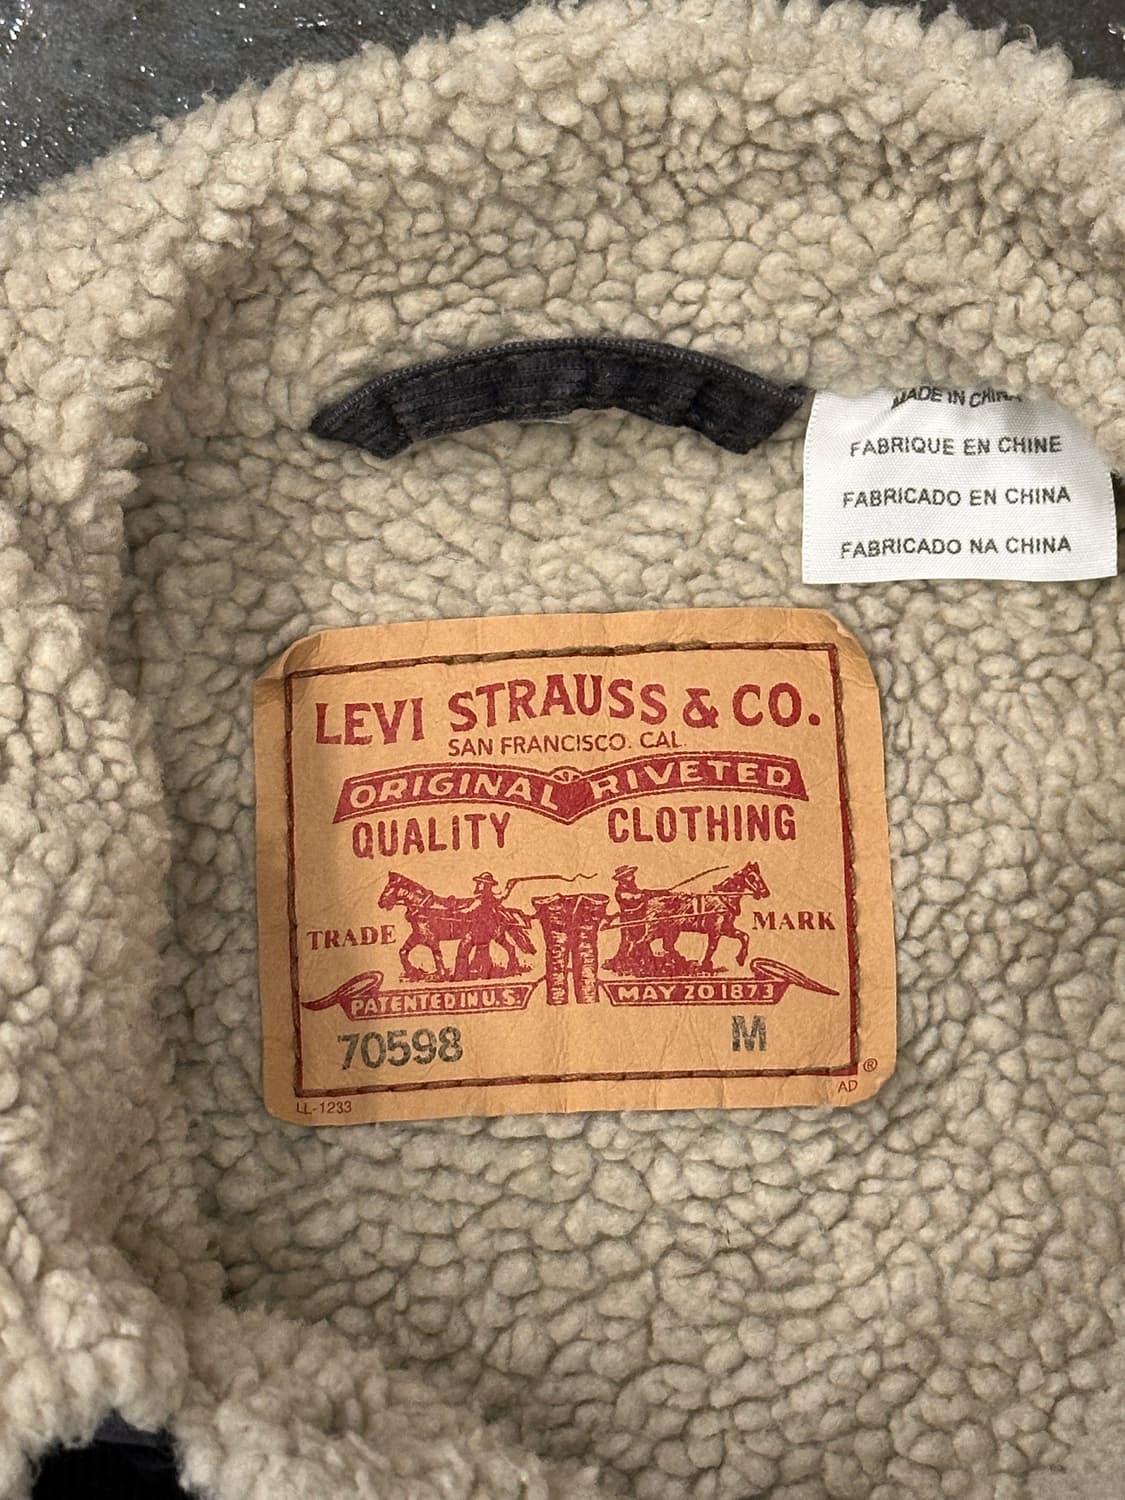 MADE IN CHINA
FABRIQUE EN CHINE
FABRICADO EN CHINA
FABRICADO NA CHINA
LEVI STRAUSS & CO.
SAN FRANCISCO. CAL.
ORIGINAL RIVETED
QUALITY CLOTHING
TRADE MARK
PATENTED IN U.S. MAY 20 1873
70598 M
®
LL-1233 AD